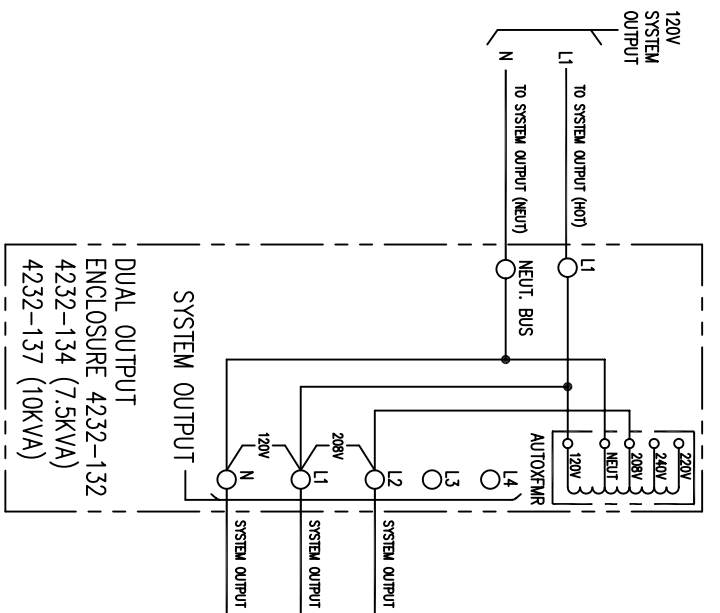 120V
SYSTEM
OUTPUT
L1
N
TO SYSTEM OUTPUT (HOT)
TO SYSTEM OUTPUT (NEUT)
L1
NEUT. BUS
220V
240V
208V
NEUT
120V
AUTOXFMR
L4
L3
L2
L1
N
208V
120V
SYSTEM OUTPUT
SYSTEM OUTPUT
SYSTEM OUTPUT
SYSTEM OUTPUT
DUAL OUTPUT
ENCLOSURE 4232-132
4232-134 (7.5KVA)
4232-137 (10KVA)